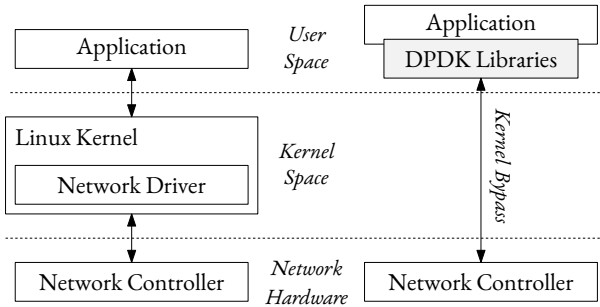 Application
Linux Kernel
Network Driver
Network Controller
User
Space
Kernel
Space
Network
Hardware
Application
DPDK Libraries
Kernel Bypass
Network Controller